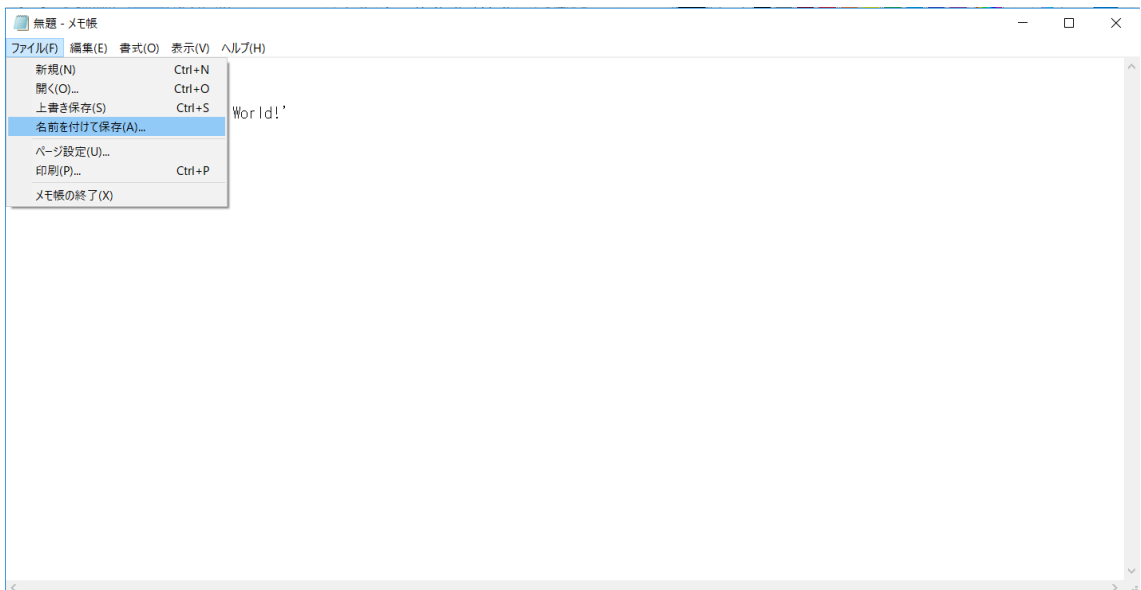 無題 - メモ帳
ファイル(F) 編集(E) 書式(O) 表示(V) ヘルプ(H)
新規(N) Ctrl+N
開く(O)... Ctrl+O
上書き保存(S) Ctrl+S
World!’
名前を付けて保存(A)...
ページ設定(U)...
印刷(P)... Ctrl+P
メモ帳の終了(X)